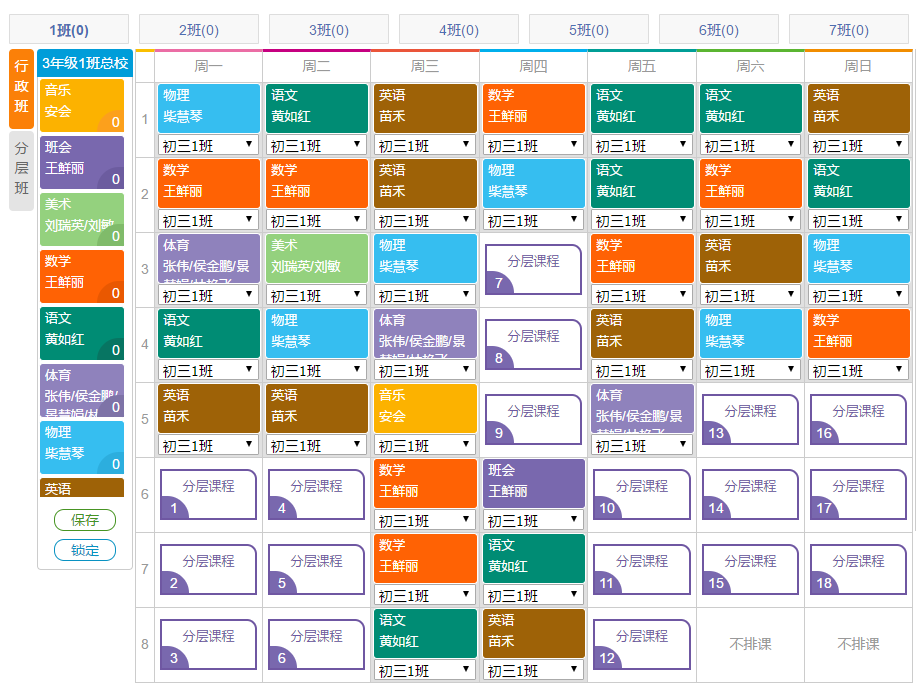 1班(0) 2班(0) 3班(0) 4班(0) 5班(0) 6班(0) 7班(0)
行政班
分层班
3年级1班总校
音乐
安会
0
班会
王鲜丽
0
美术
刘瑞英/刘敏
0
数学
王鲜丽
0
语文
黄如红
0
体育
张伟/侯金鹏/
景慧娟/林
0
物理
柴慧琴
0
英语
保存
锁定
周一 周二 周三 周四 周五 周六 周日
1
物理 语文 英语 数学 语文 语文 英语
柴慧琴 黄如红 苗禾 王鲜丽 黄如红 黄如红 苗禾
初三1班 初三1班 初三1班 初三1班 初三1班 初三1班 初三1班
2
数学 数学 英语 物理 语文 数学 语文
王鲜丽 王鲜丽 苗禾 柴慧琴 黄如红 王鲜丽 黄如红
初三1班 初三1班 初三1班 初三1班 初三1班 初三1班 初三1班
3
体育 美术 物理 分层课程 数学 英语 物理
张伟/侯金鹏/景 刘瑞英/刘敏 柴慧琴 7 王鲜丽 苗禾 柴慧琴
初三1班 初三1班 初三1班 初三1班 初三1班 初三1班
4
语文 物理 体育 分层课程 英语 物理 数学
黄如红 柴慧琴 张伟/侯金鹏/景 8 苗禾 柴慧琴 王鲜丽
初三1班 初三1班 初三1班 初三1班 初三1班 初三1班
5
英语 英语 音乐 分层课程 体育 分层课程 分层课程
苗禾 苗禾 安会 9 张伟/侯金鹏/景 13 16
初三1班 初三1班 初三1班 初三1班
6
分层课程 分层课程 数学 班会 分层课程 分层课程 分层课程
1 4 王鲜丽 王鲜丽 10 14 17
初三1班 初三1班
7
分层课程 分层课程 数学 语文 分层课程 分层课程 分层课程
2 5 王鲜丽 黄如红 11 15 18
初三1班 初三1班
8
分层课程 分层课程 语文 英语 分层课程 不排课 不排课
3 6 黄如红 苗禾 12
初三1班 初三1班